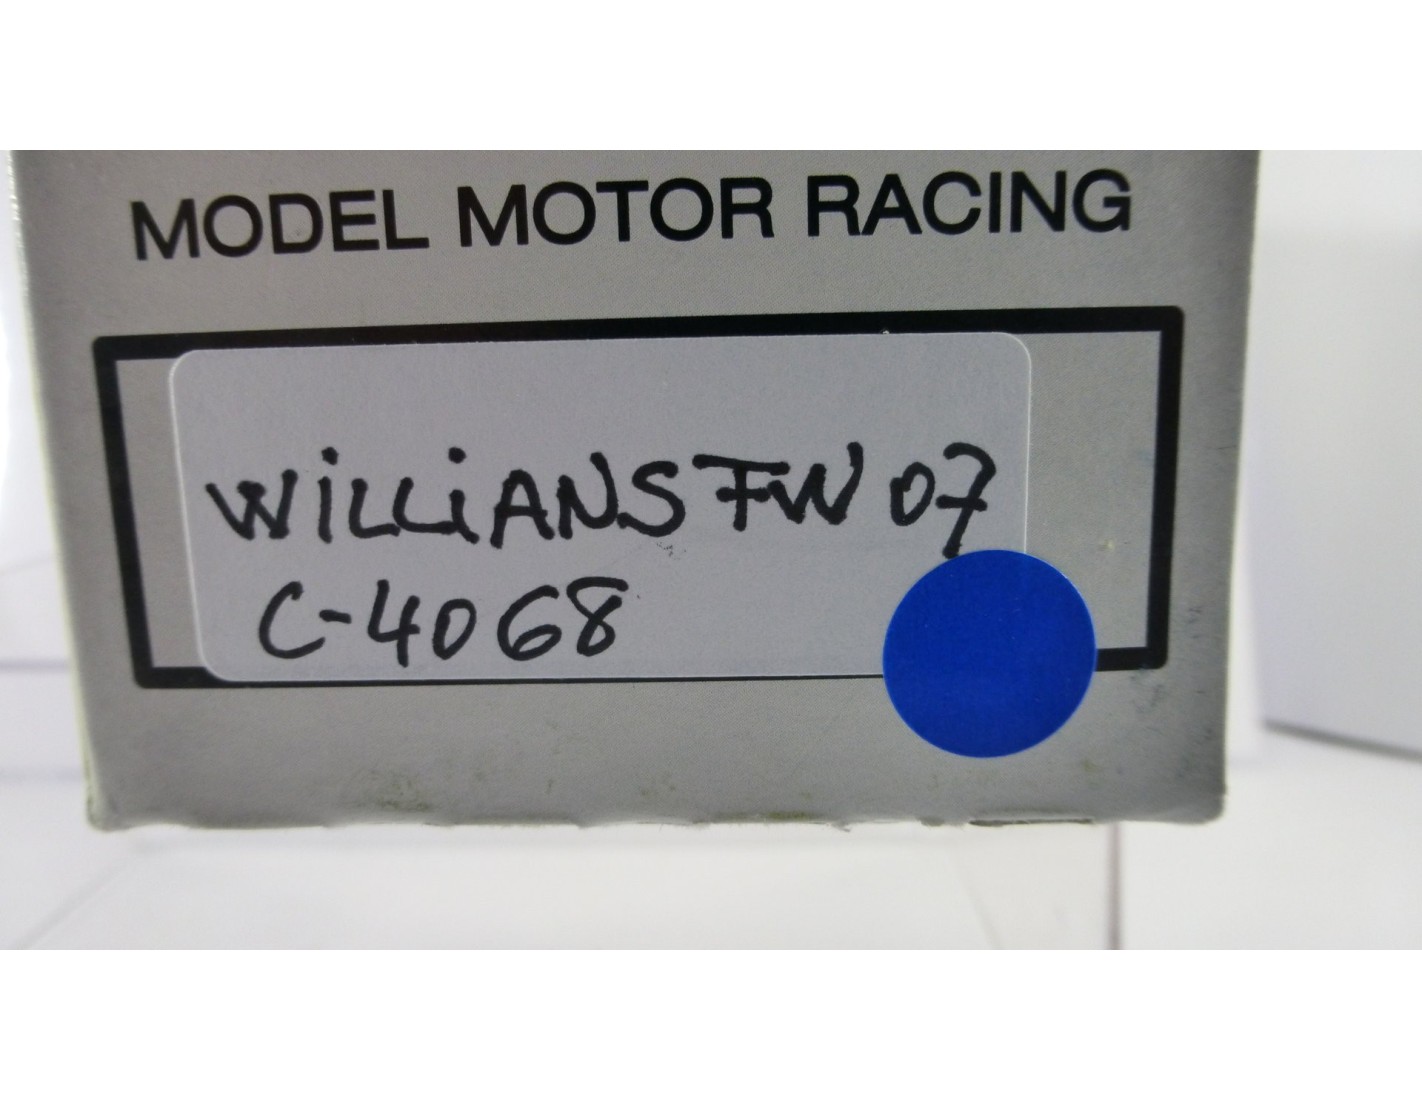 MODEL MOTOR RACING
WiLLiANS FW 07
C-4068